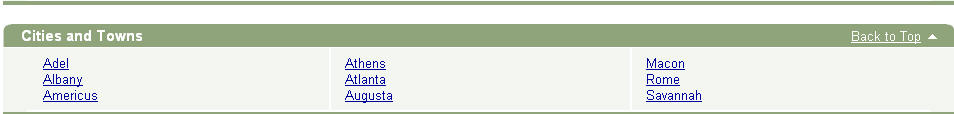 Cities and Towns
Back to Top
Adel
Albany
Americus
Athens
Atlanta
Augusta
Macon
Rome
Savannah